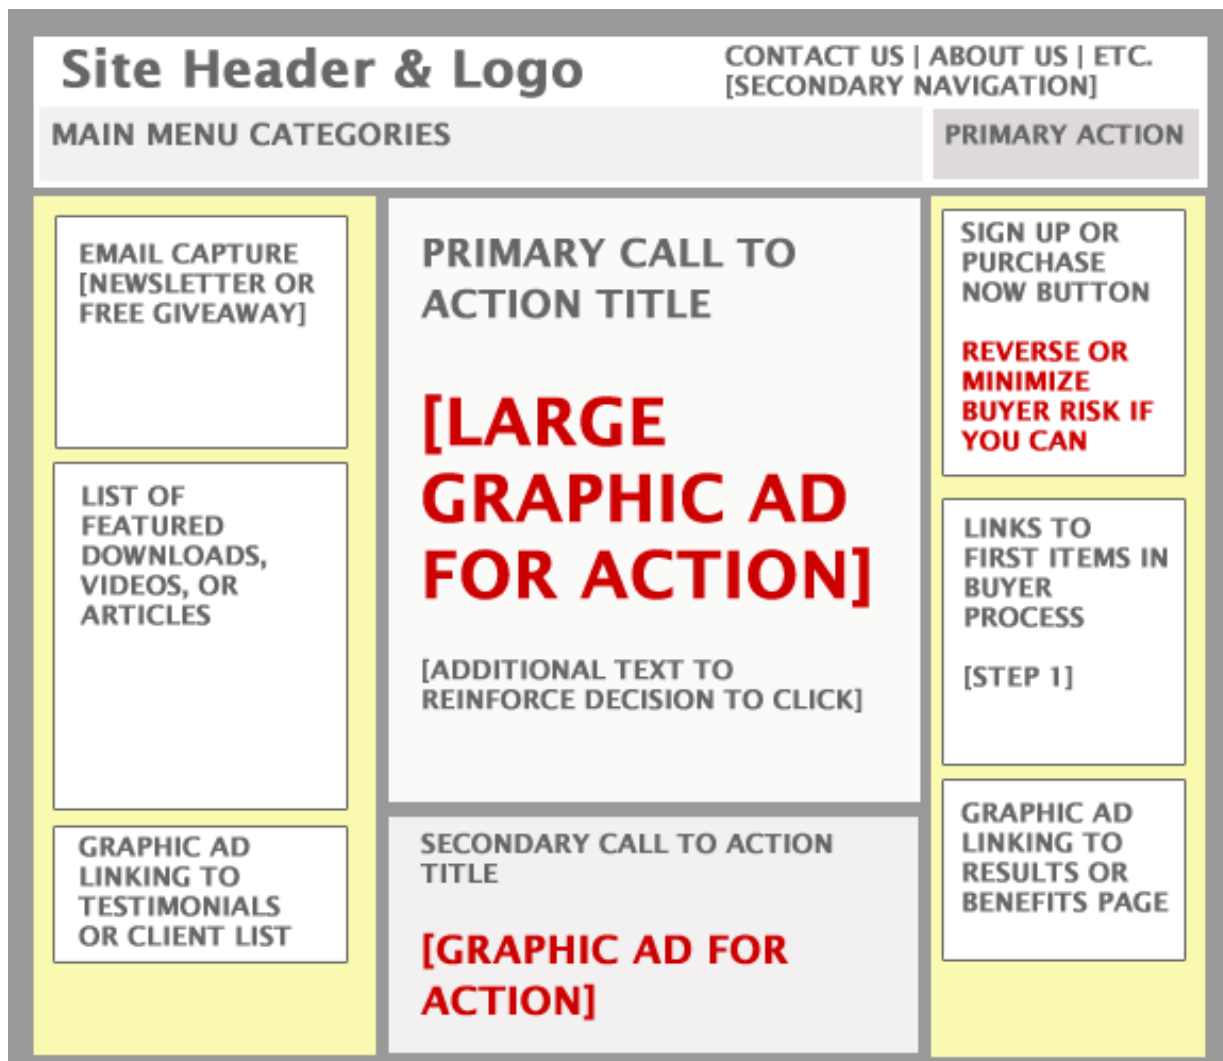 Site Header & Logo
CONTACT US | ABOUT US | ETC.
[SECONDARY NAVIGATION]
MAIN MENU CATEGORIES
PRIMARY ACTION
EMAIL CAPTURE
[NEWSLETTER OR
FREE GIVEAWAY]
LIST OF
FEATURED
DOWNLOADS,
VIDEOS, OR
ARTICLES
GRAPHIC AD
LINKING TO
TESTIMONIALS
OR CLIENT LIST
PRIMARY CALL TO
ACTION TITLE
[LARGE
GRAPHIC AD
FOR ACTION]
[ADDITIONAL TEXT TO
REINFORCE DECISION TO CLICK]
SECONDARY CALL TO ACTION
TITLE
[GRAPHIC AD FOR
ACTION]
SIGN UP OR
PURCHASE
NOW BUTTON
REVERSE OR
MINIMIZE
BUYER RISK IF
YOU CAN
LINKS TO
FIRST ITEMS IN
BUYER
PROCESS
[STEP 1]
GRAPHIC AD
LINKING TO
RESULTS OR
BENEFITS PAGE